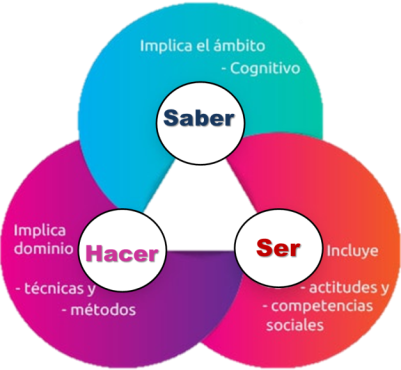 Implica el ámbito
- Cognitivo
Saber
Implica
dominio
Hacer
- técnicas y
- métodos
Ser
Incluye
- actitudes y
- competencias
sociales